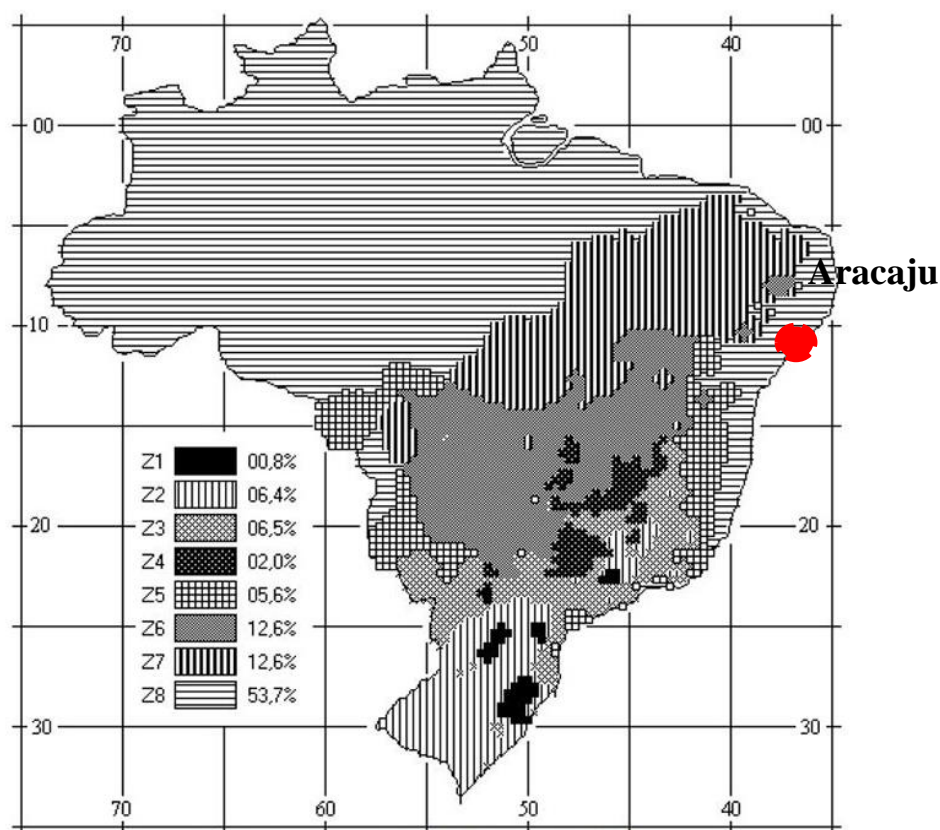 70 50 40
00 00
Aracaju
10
Z1 00,8%
Z2 06,4%
20 Z3 06,5% 20
Z4 02,0%
Z5 05,6%
Z6 12,6%
Z7 12,6%
Z8 53,7%
30 30
70 60 50 40